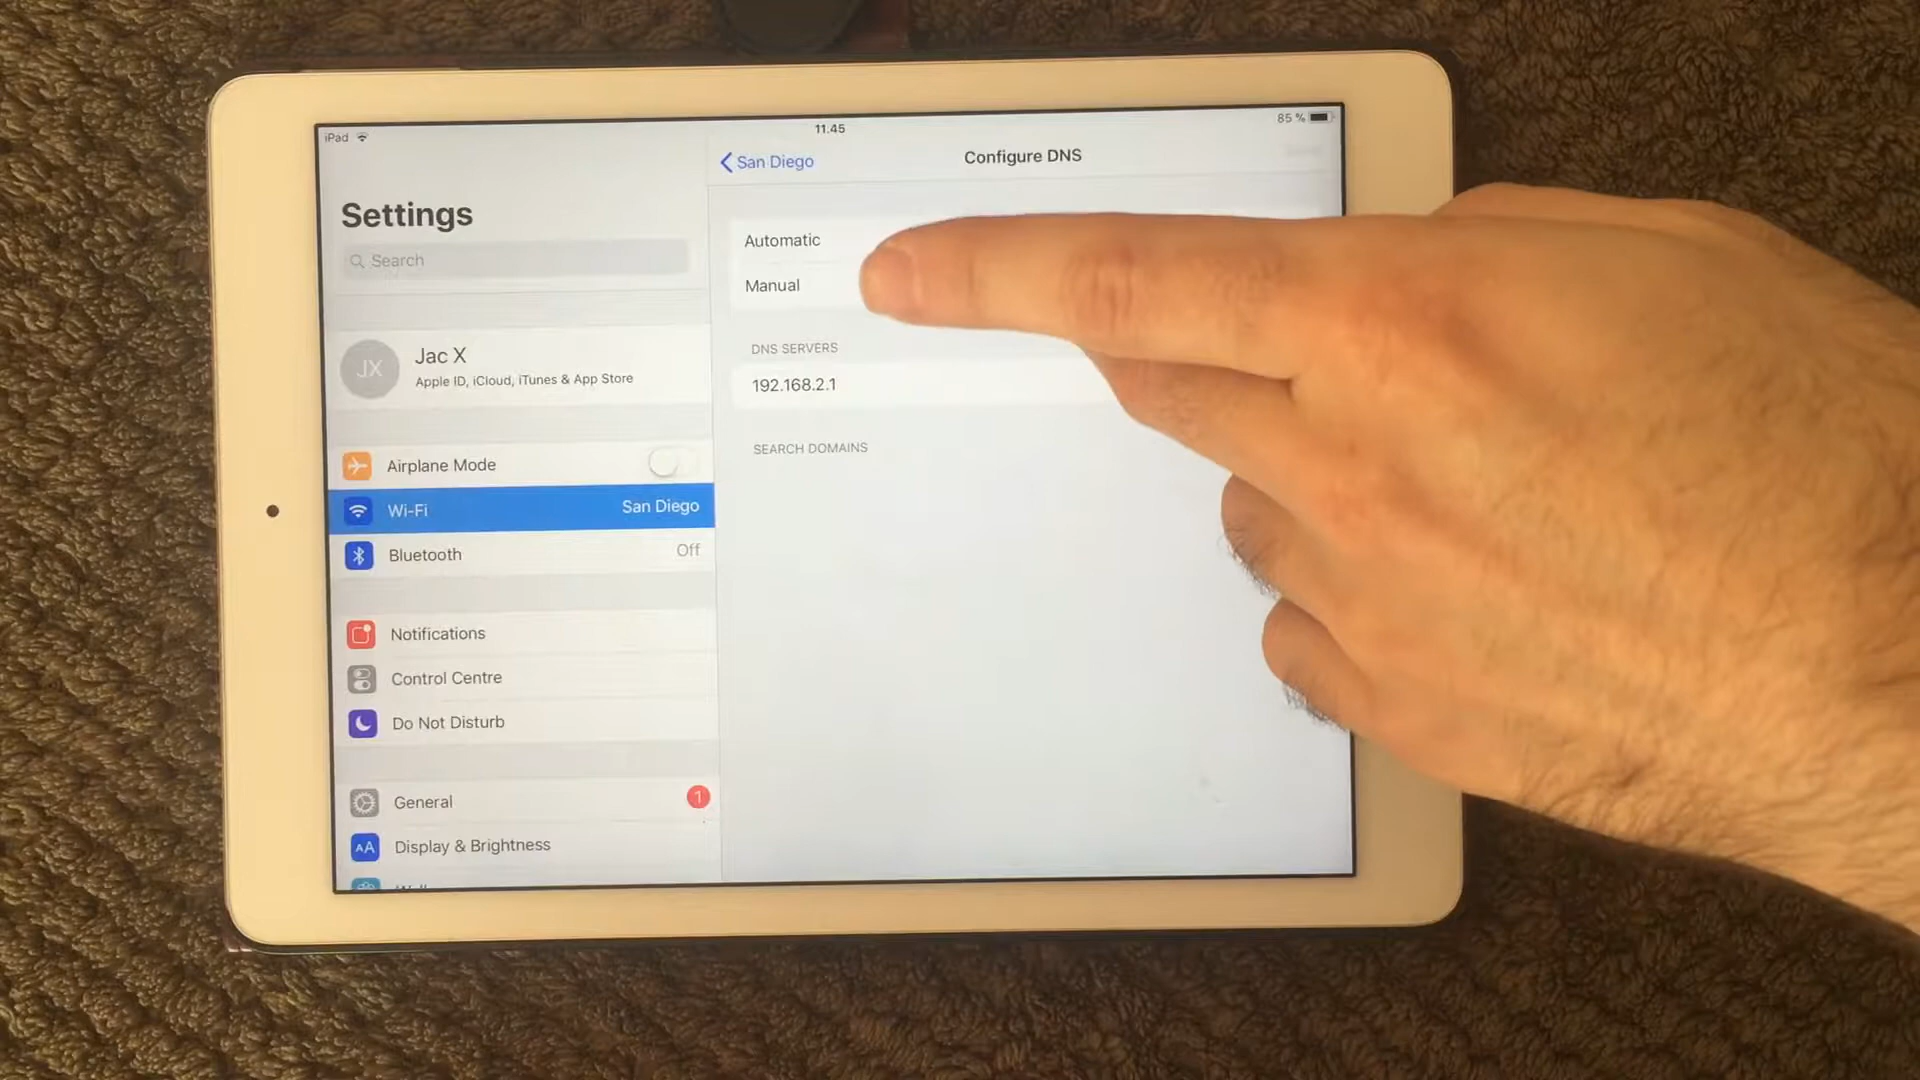 iPad
11.45
85 %
San Diego
Configure DNS
Settings
Search
JX
Jac X
Apple ID, iCloud, iTunes & App Store
Airplane Mode
Wi-Fi
San Diego
Bluetooth
Off
Notifications
Control Centre
Do Not Disturb
General
1
AA
Display & Brightness
Automatic
Manual
DNS SERVERS
192.168.2.1
SEARCH DOMAINS